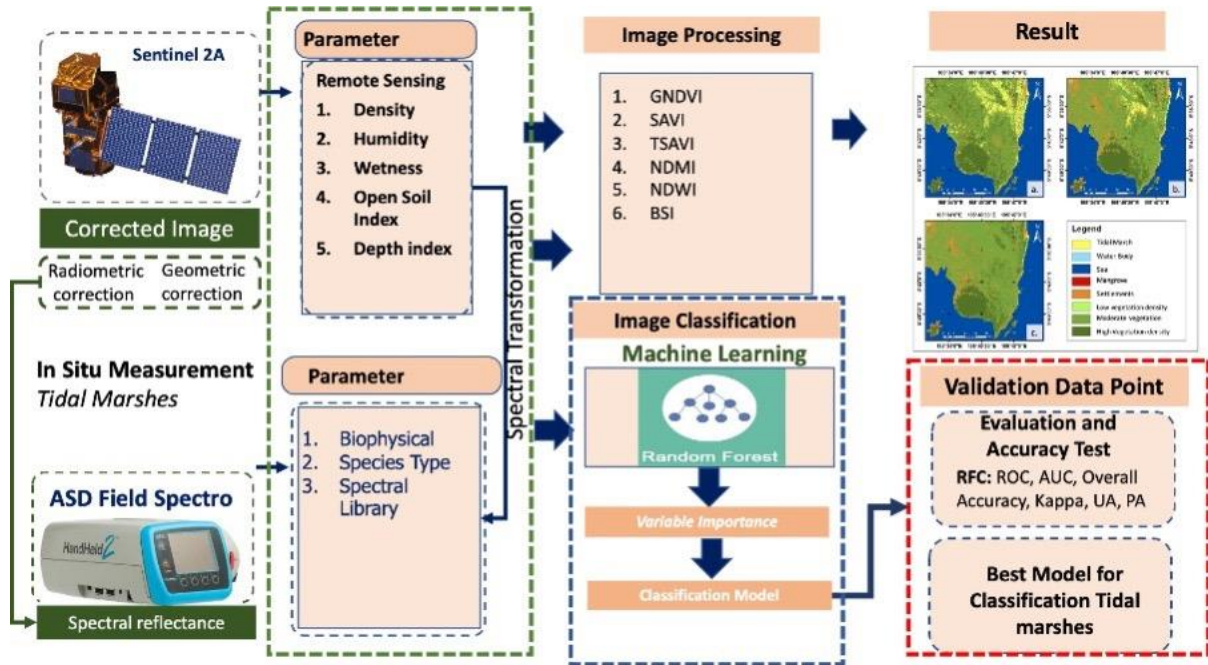 Sentinel 2A
Corrected Image
Radiometric
correction
Geometric
correction
In Situ Measurement
Tidal Marshes
ASD Field Spectro
HandHeld 2
Spectral reflectance
Parameter
Remote Sensing
1. Density
2. Humidity
3. Wetness
4. Open Soil
Index
5. Depth index
Parameter
1. Biophysical
2. Species Type
3. Spectral
Library
Spectral Transformation
Image Processing
1. GNDVI
2. SAVI
3. TSAVI
4. NDMI
5. NDWI
6. BSI
Image Classification
Machine Learning
Random Forest
Variable Importance
Classification Model
Result
a.
b.
c.
Legend
Tidal Marsh
Water Body
Sea
Mangrove
Settlements
Low vegetation density
Moderate vegetation
High Vegetation density
Validation Data Point
Evaluation and
Accuracy Test
RFC: ROC, AUC, Overall
Accuracy, Kappa, UA, PA
Best Model for
Classification Tidal
marshes